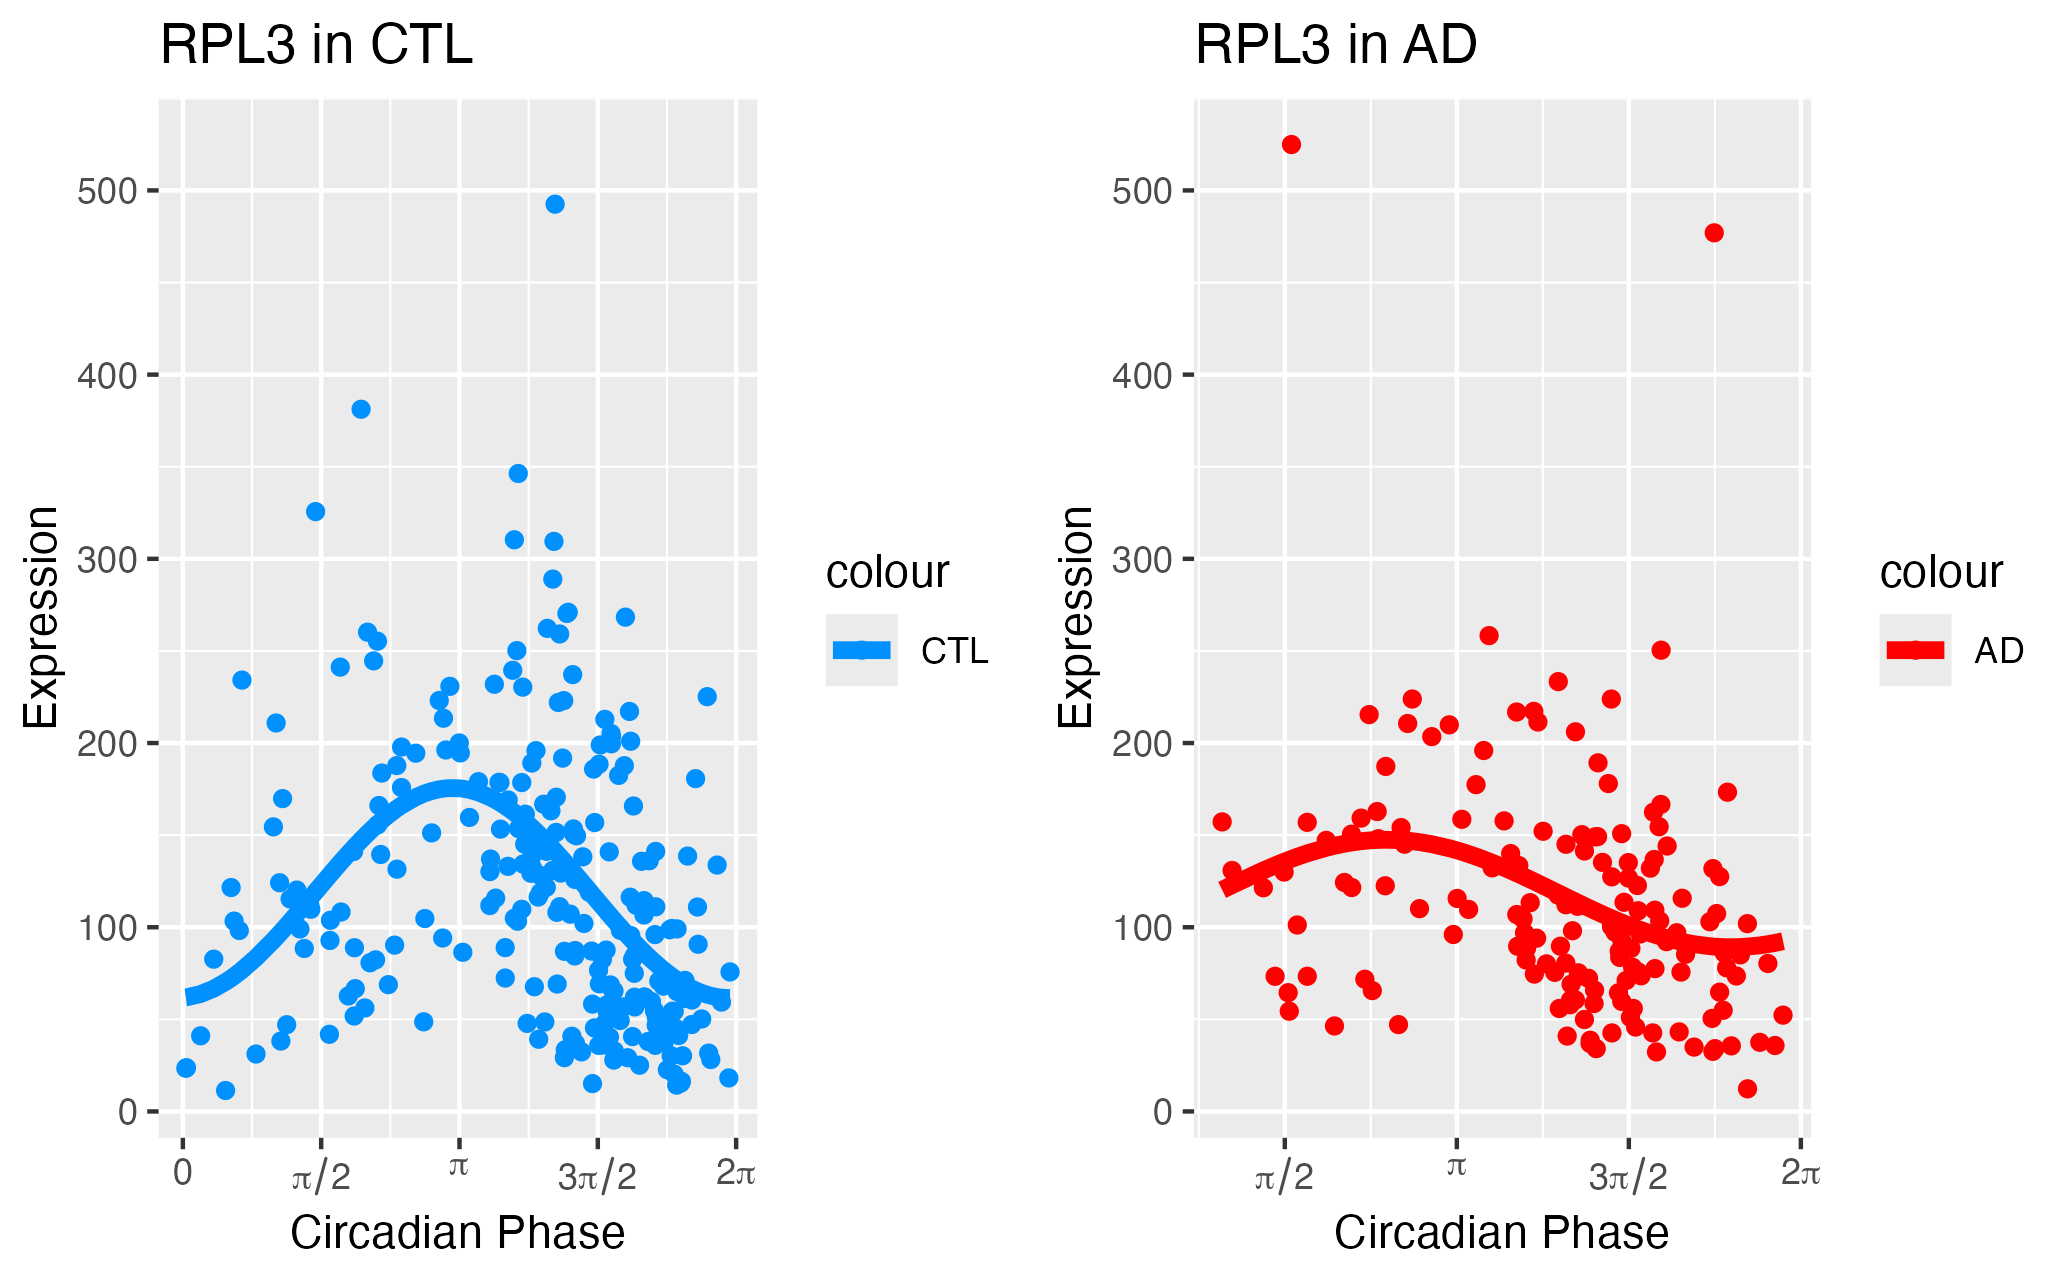 RPL3 in CTL
Expression
500
400
300
200
100
0
0 π/2 π 3π/2 2π
Circadian Phase
colour
CTL
RPL3 in AD
Expression
500
400
300
200
100
0
π/2 π 3π/2 2π
Circadian Phase
colour
AD